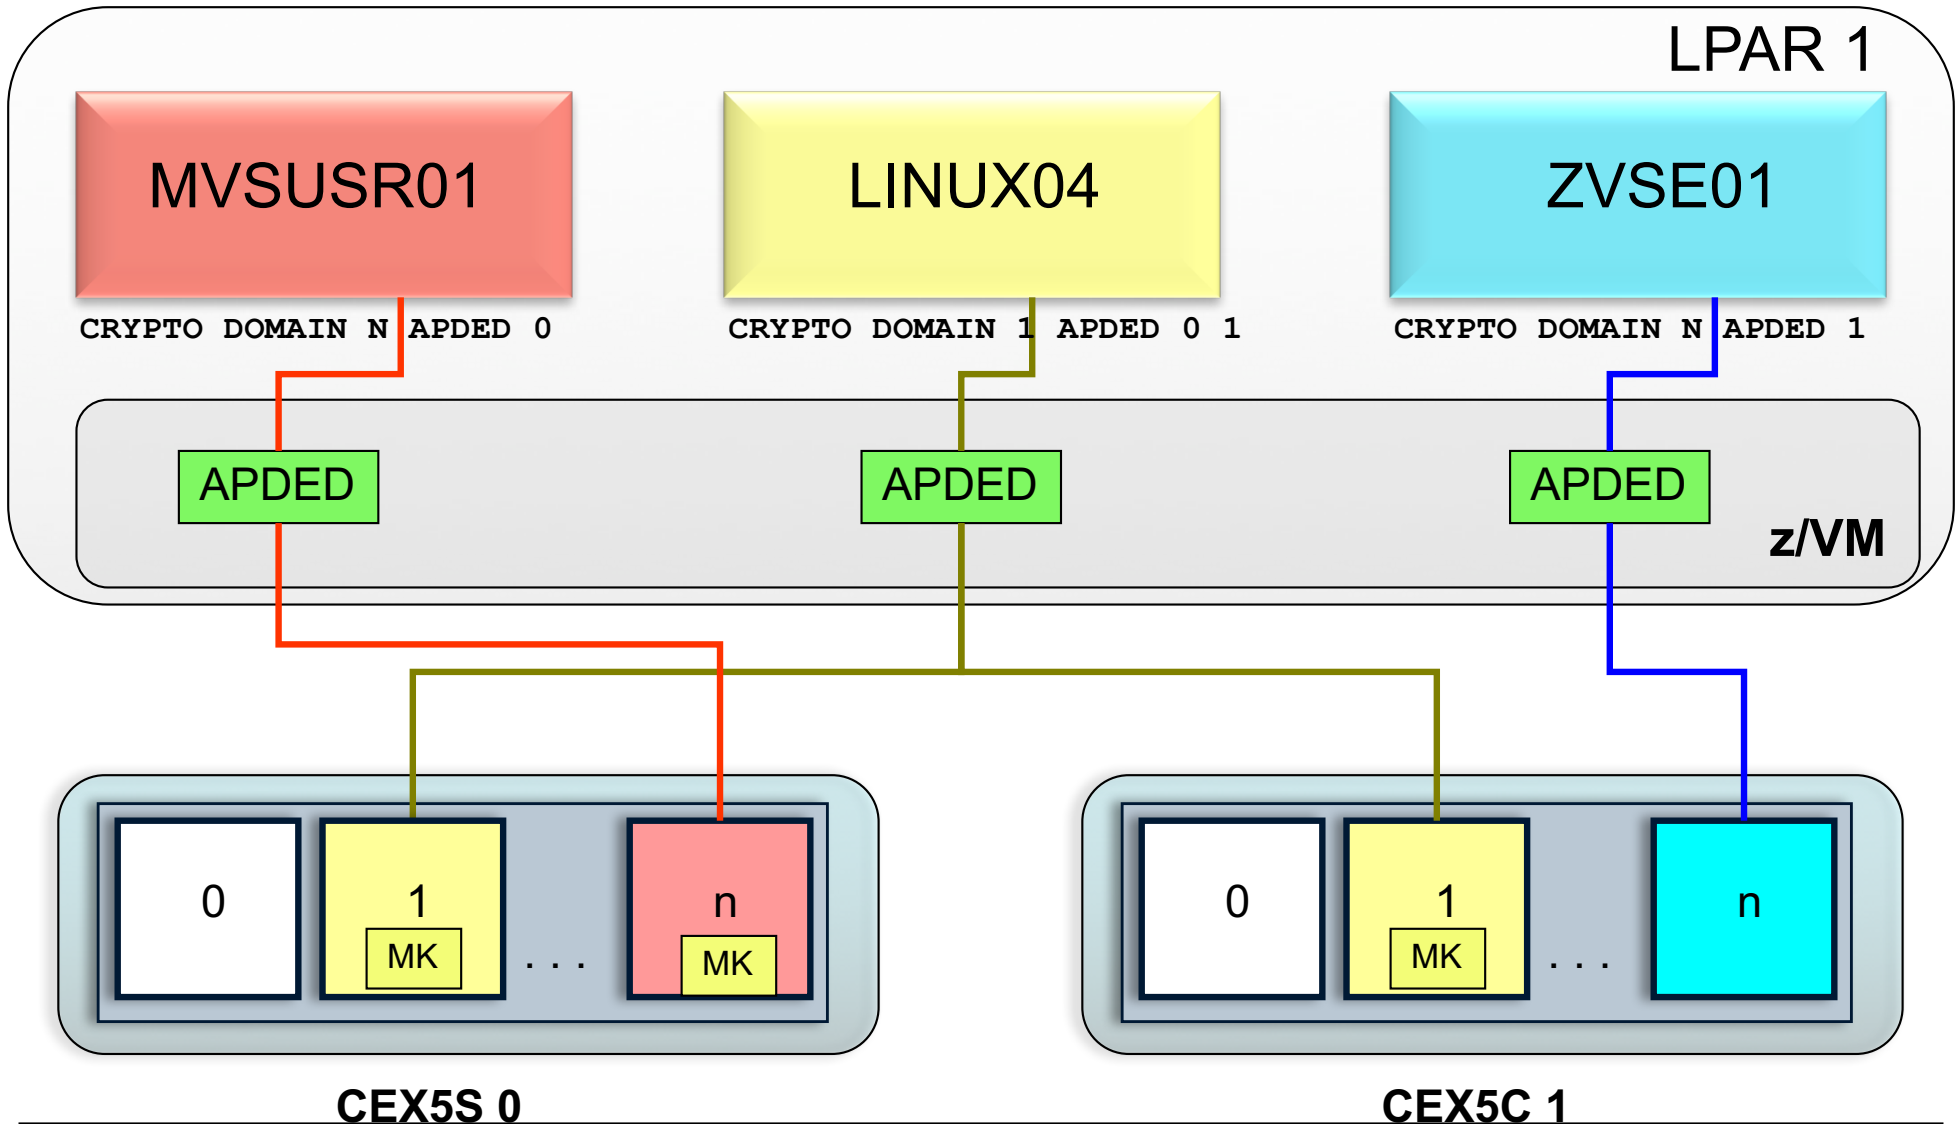 LPAR 1
MVSUSR01
LINUX04
ZVSE01
CRYPTO DOMAIN N APDED 0
CRYPTO DOMAIN 1 APDED 0 1
CRYPTO DOMAIN N APDED 1
APDED
APDED
APDED
z/VM
0
1
MK
. . .
n
MK
0
1
MK
. . .
n
CEX5S 0
CEX5C 1